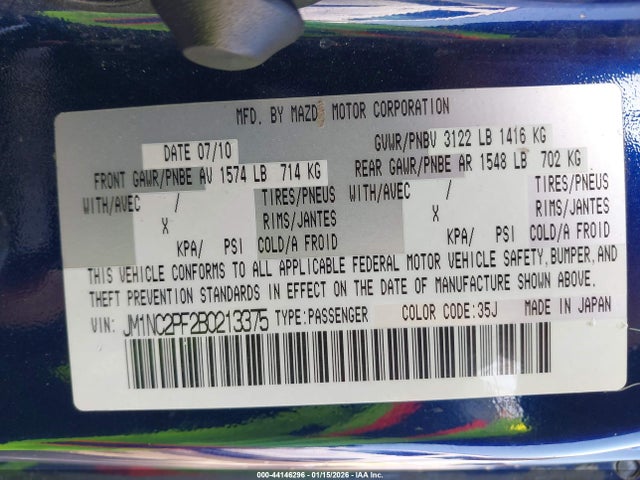 MFD. BY MAZDA MOTOR CORPORATION
DATE 07/10 GVWR/PNBV 3122 LB 1416 KG
FRONT GAWR/PNBE AV 1574 LB 714 KG REAR GAWR/PNBE AR 1548 LB 702 KG
WITH/AVEC / TIRES/PNEUS WITH/AVEC / TIRES/PNEUS
X RIMS/JANTES X RIMS/JANTES
KPA/ PSI COLD/A FROID KPA/ PSI COLD/A FROID
THIS VEHICLE CONFORMS TO ALL APPLICABLE FEDERAL MOTOR VEHICLE SAFETY,BUMPER,AND
THEFT PREVENTION STANDARDS IN EFFECT ON THE DATE OF MANUFACTURE SHOWN ABOVE.
VIN: JM1NC2PF2B0213375 TYPE:PASSENGER COLOR CODE:35J MADE IN JAPAN
000-44146296 - 01/15/2026 - IAA Inc.